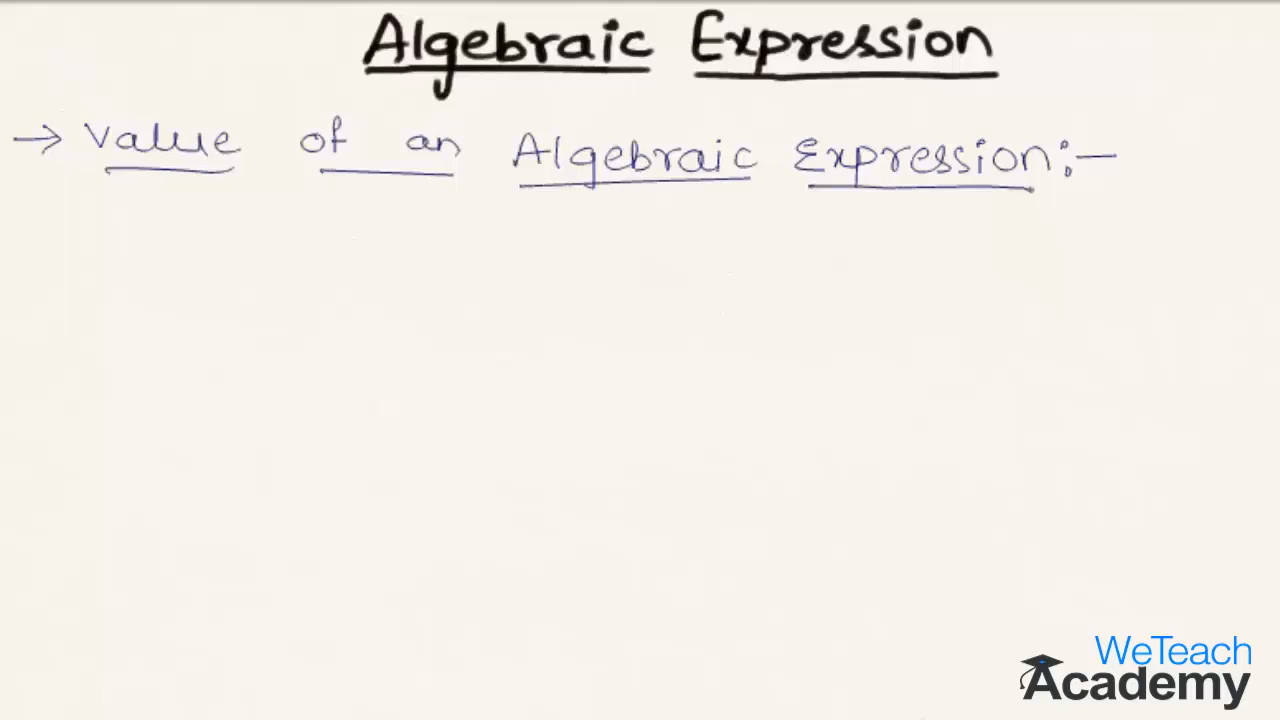 Algebraic Expression
→ Value of an Algebraic Expression:-
WeTeach
Academy